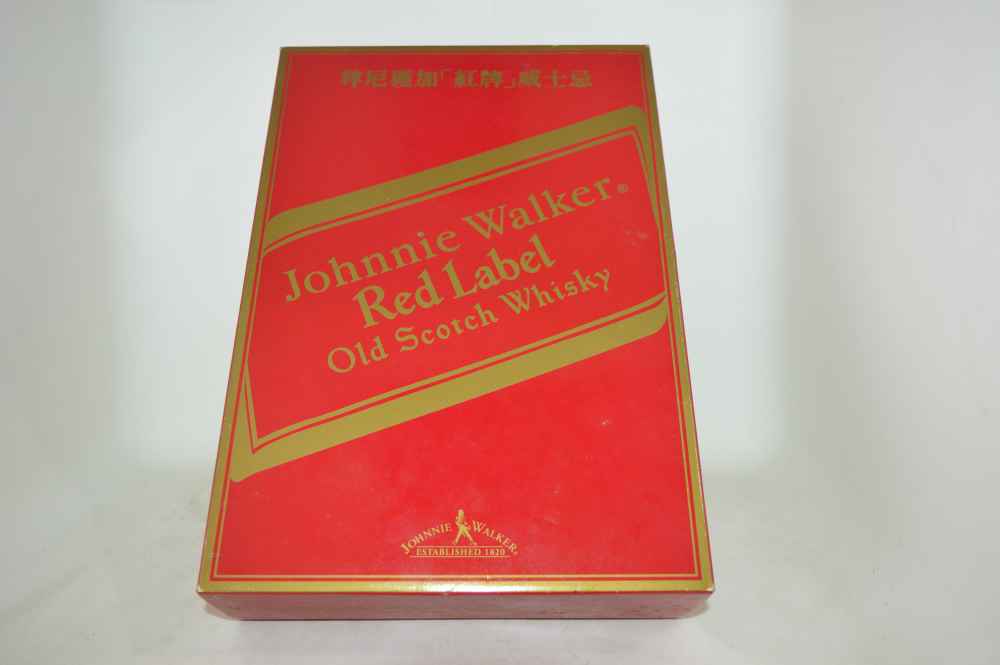 尊尼獲加「紅牌」威士忌
Johnnie Walker®
Red Label
Old Scotch Whisky
JOHNNIE WALKER®
ESTABLISHED 1820